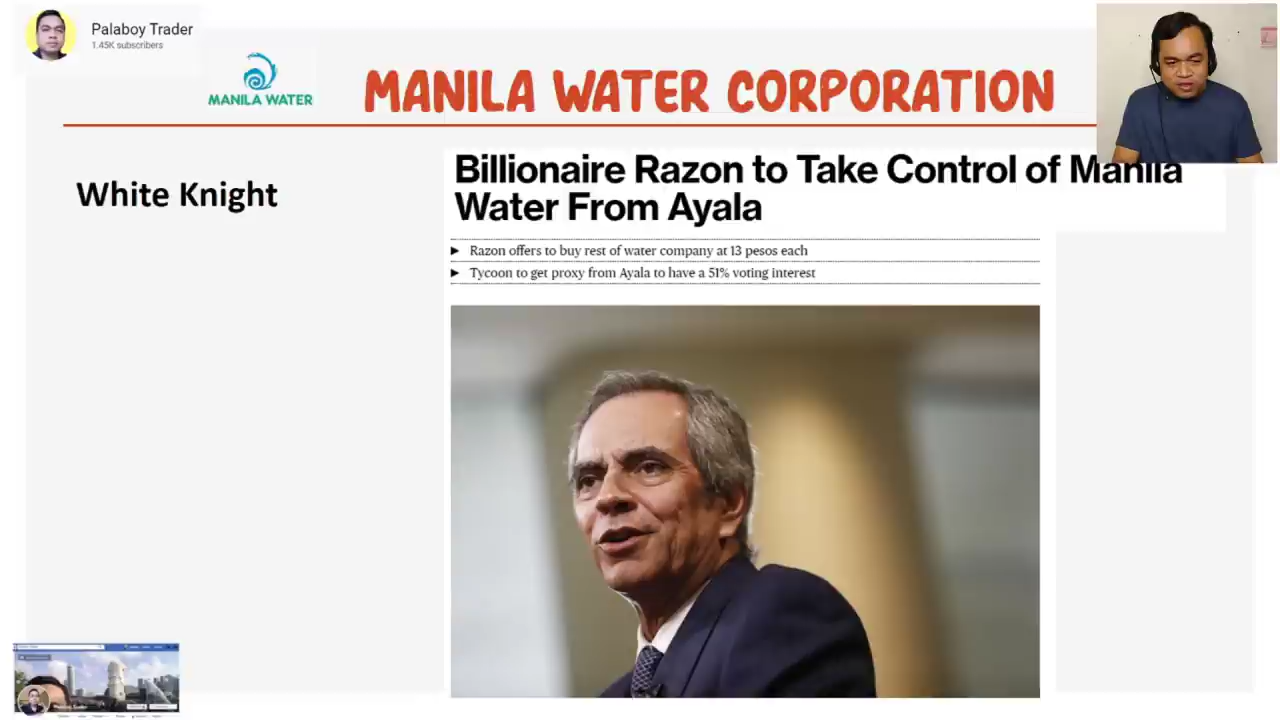 Palaboy Trader
1.45K subscribers
MANILA WATER
MANILA WATER CORPORATION
White Knight
Billionaire Razon to Take Control of Manila
Water From Ayala
Razon offers to buy rest of water company at 13 pesos each
Tycoon to get proxy from Ayala to have a 51% voting interest